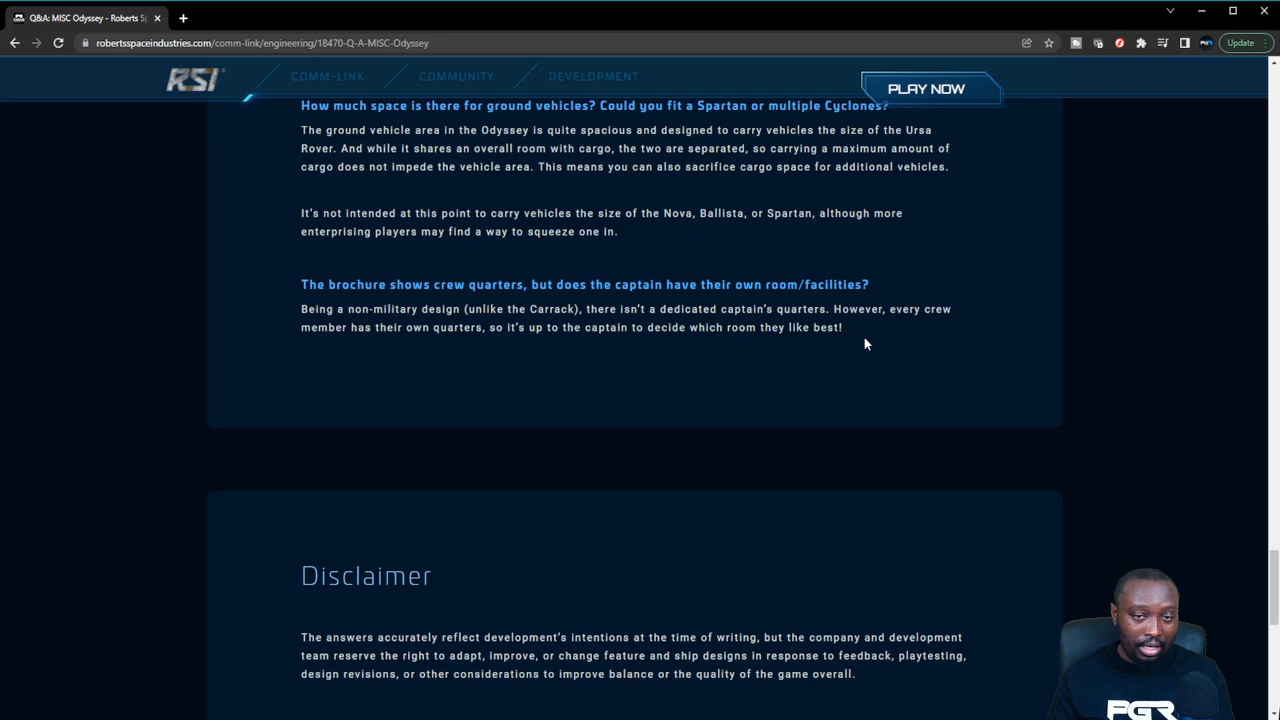 Q&A: MISC Odyssey - Roberts Sp
robertsspaceindustries.com/comm-link/engineering/18470-Q-A-MISC-Odyssey
Update
RSI
COMM-LINK
COMMUNITY
DEVELOPMENT
PLAY NOW
How much space is there for ground vehicles? Could you fit a Spartan or multiple Cyclones?
The ground vehicle area in the Odyssey is quite spacious and designed to carry vehicles the size of the Ursa
Rover. And while it shares an overall room with cargo, the two are separated, so carrying a maximum amount of
cargo does not impede the vehicle area. This means you can also sacrifice cargo space for additional vehicles.
It's not intended at this point to carry vehicles the size of the Nova, Ballista, or Spartan, although more
enterprising players may find a way to squeeze one in.
The brochure shows crew quarters, but does the captain have their own room/facilities?
Being a non-military design (unlike the Carrack), there isn't a dedicated captain's quarters. However, every crew
member has their own quarters, so it's up to the captain to decide which room they like best!
Disclaimer
The answers accurately reflect development's intentions at the time of writing, but the company and development
team reserve the right to adapt, improve, or change feature and ship designs in response to feedback, playtesting,
design revisions, or other considerations to improve balance or the quality of the game overall.
PGR